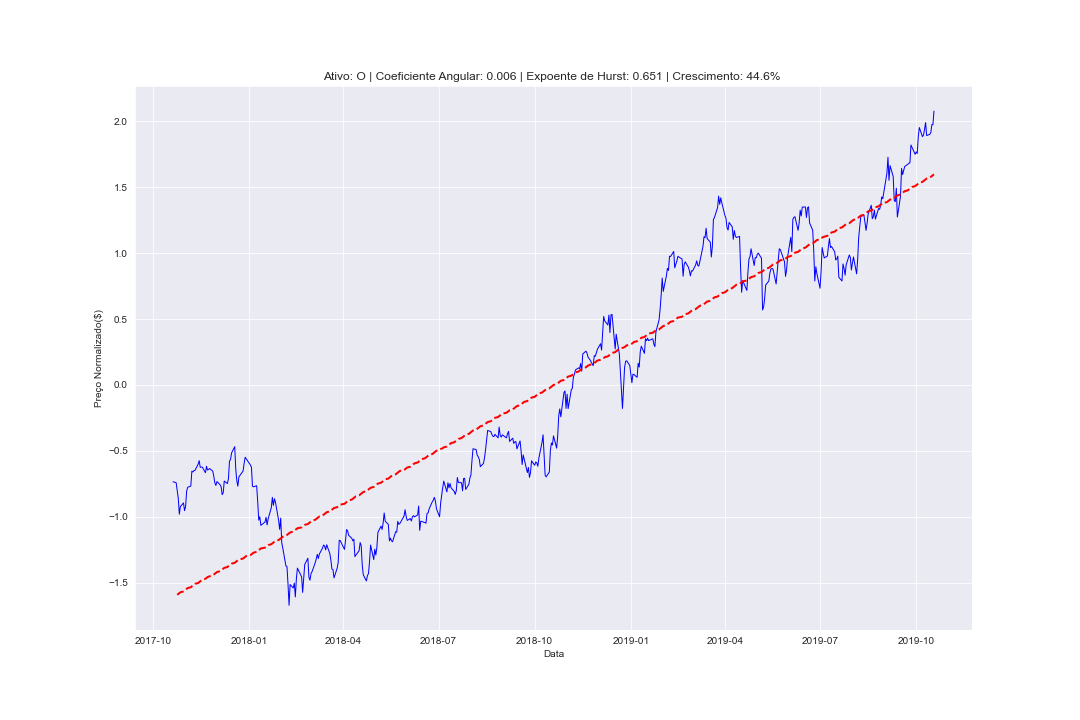 Ativo: O | Coeficiente Angular: 0.006 | Expoente de Hurst: 0.651 | Crescimento: 44.6%
2.0
1.5
1.0
0.5
0.0
−0.5
−1.0
−1.5
Preço Normalizado($)
2017-10 2018-01 2018-04 2018-07 2018-10 2019-01 2019-04 2019-07 2019-10
Data